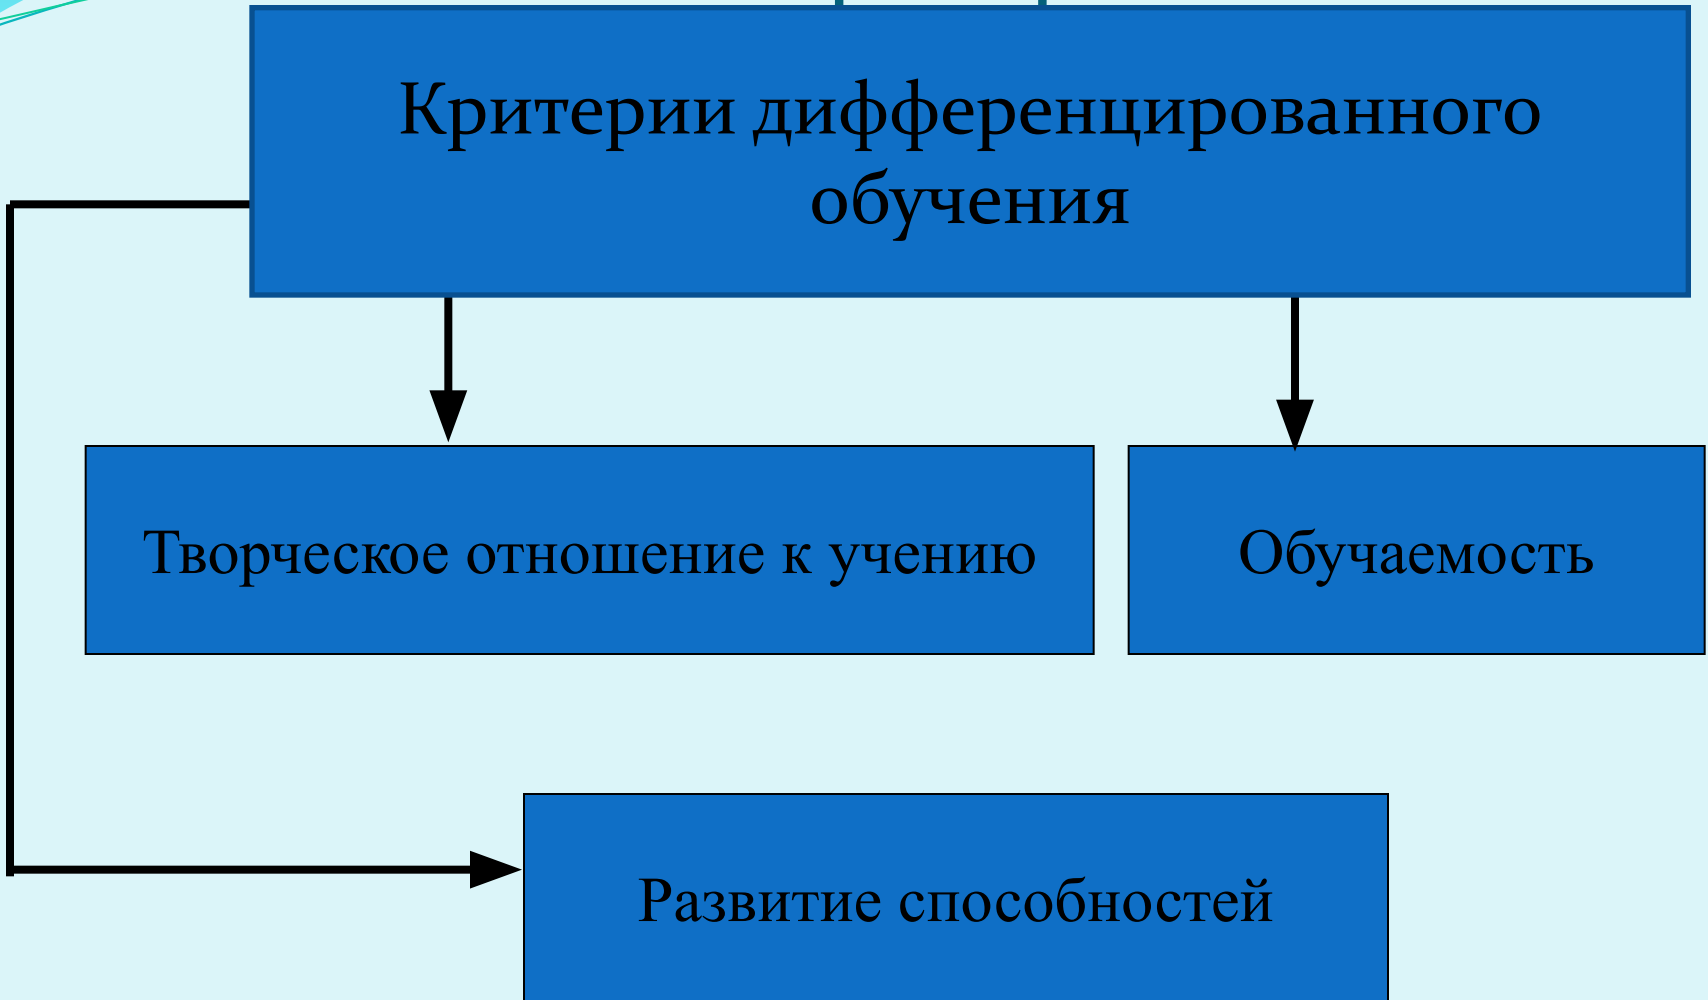 Критерии дифференцированного
обучения
Творческое отношение к учению
Обучаемость
Развитие способностей